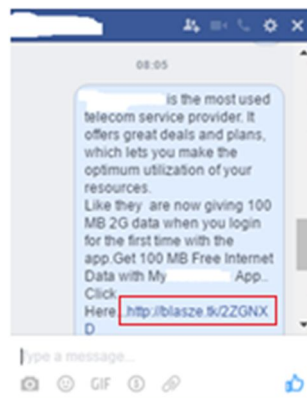 08:05
is the most used
telecom service provider. It
offers great deals and plans,
which lets you make the
optimum utilization of your
resources.
Like they are now giving 100
MB 2G data when you login
for the first time with the
app.Get 100 MB Free Internet
Data with My App..
Click
Here..http://blasze.tk/2ZGNX
D
Type a message...
GIF